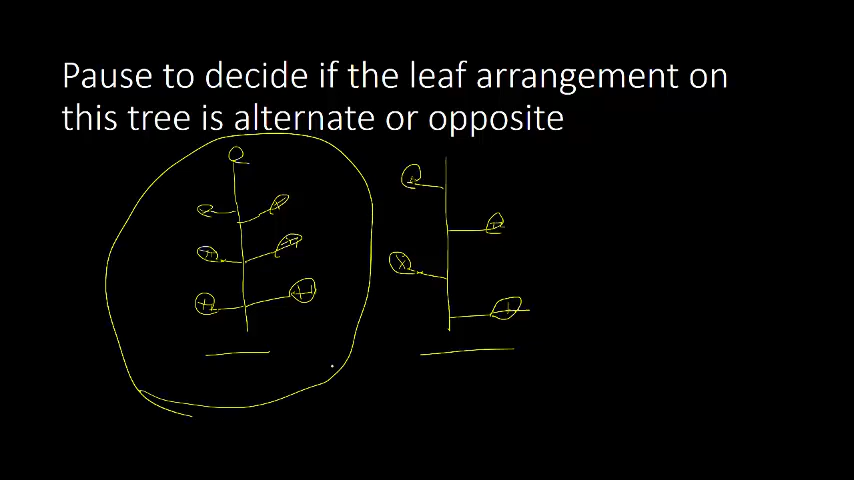 Pause to decide if the leaf arrangement on
this tree is alternate or opposite